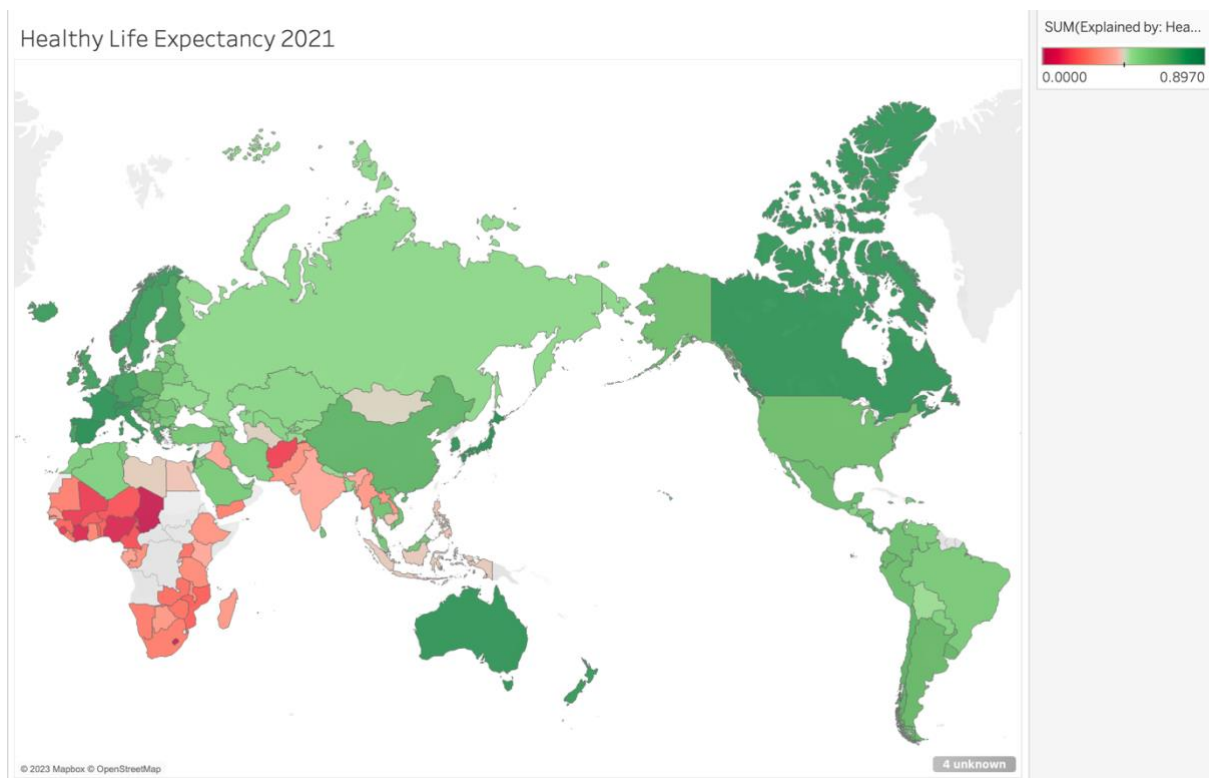 Healthy Life Expectancy 2021
SUM(Explained by: Hea...
0.0000 0.8970
© 2023 Mapbox © OpenStreetMap
4 unknown